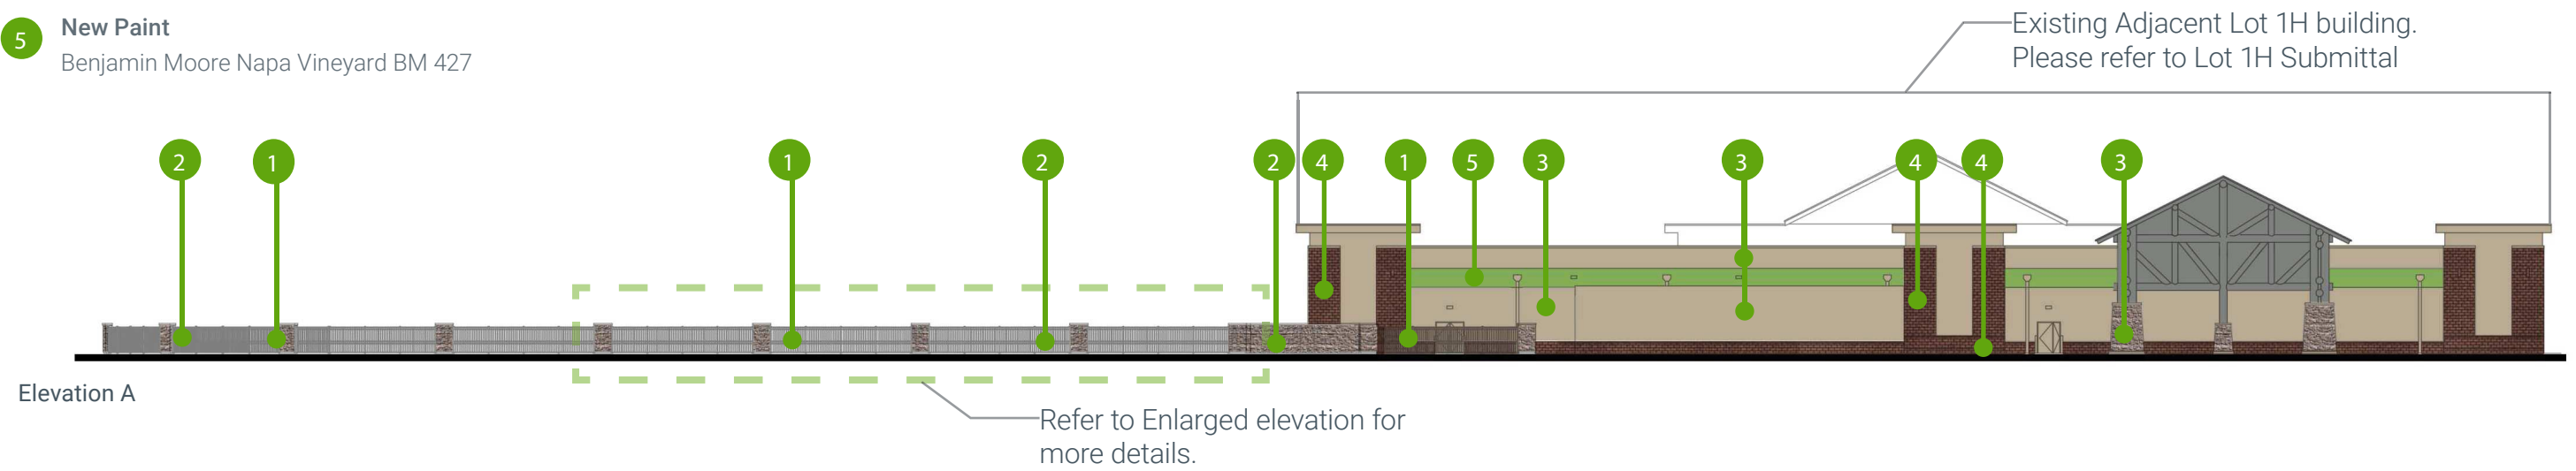 5 New Paint
Benjamin Moore Napa Vineyard BM 427
Existing Adjacent Lot 1H building.
Please refer to Lot 1H Submittal
2 1 1 2 2 4 1 5 3 3 4 4 3
Elevation A
Refer to Enlarged elevation for
more details.